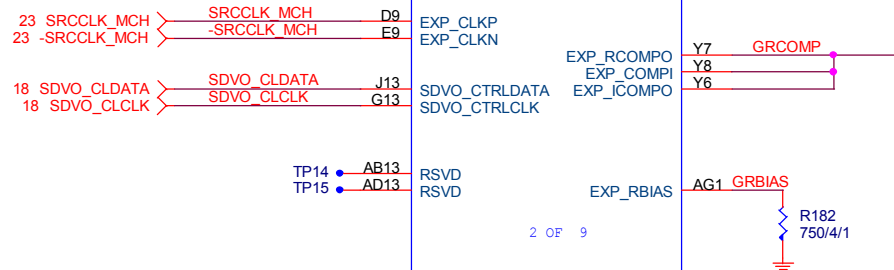 23 SRCCLK_MCH SRCCLK_MCH D9 EXP_CLKP
23 -SRCCLK_MCH -SRCCLK_MCH E9 EXP_CLKN
EXP_RCOMPO Y7 GRCOMP
EXP_COMPI Y8
EXP_ICOMPO Y6
18 SDVO_CLDATA SDVO_CLDATA J13 SDVO_CTRLDATA
18 SDVO_CLCLK SDVO_CLCLK G13 SDVO_CTRLCLK
TP14 AB13 RSVD
TP15 AD13 RSVD
EXP_RBIAS AG1 GRBIAS
R182
750/4/1
2 OF 9